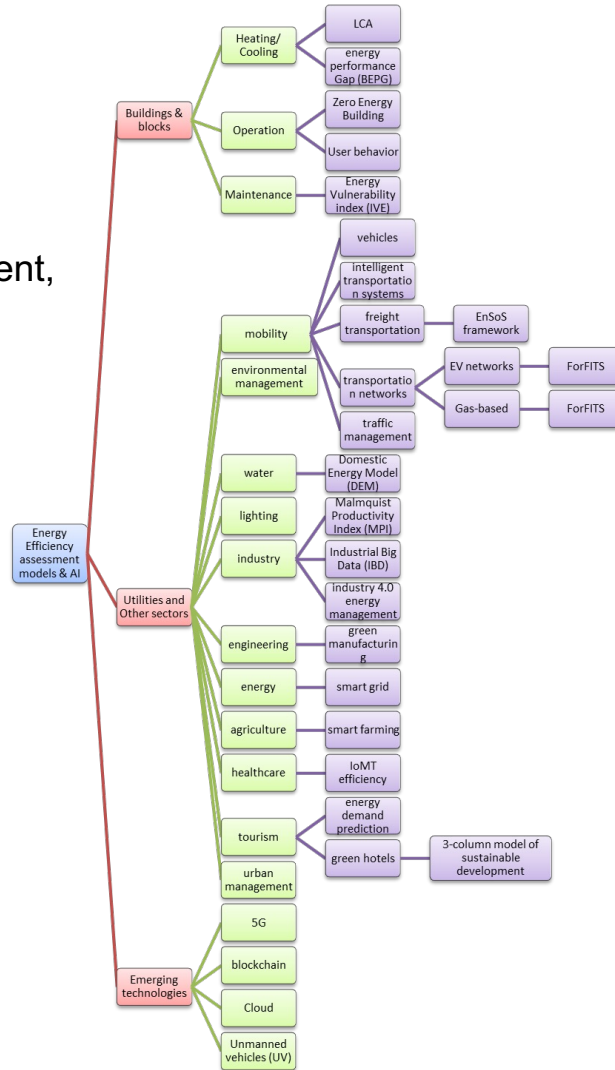 LCA
Heating/
Cooling
energy
performance
Gap (BEPG)
Buildings &
blocks
Zero Energy
Building
Operation
User behavior
Maintenance
Energy
Vulnerability
index (IVE)
ent,
vehicles
intelligent
transportatio
n systems
mobility
freight
transportation
EnSoS
framework
environmental
management
transportatio
n networks
EV networks
ForFITS
Gas-based
ForFITS
traffic
management
water
Domestic
Energy Model
(DEM)
lighting
Malmquist
Productivity
Index (MPI)
industry
Industrial Big
Data (IBD)
industry 4.0
energy
management
Energy
Efficiency
assessment
models & AI
Utilities and
Other sectors
engineering
green
manufacturin
g
energy
smart grid
agriculture
smart farming
healthcare
IoMT
efficiency
tourism
energy
demand
prediction
green hotels
3-column model of
sustainable
development
urban
management
5G
blockchain
Emerging
technologies
Cloud
Unmanned
vehicles (UV)